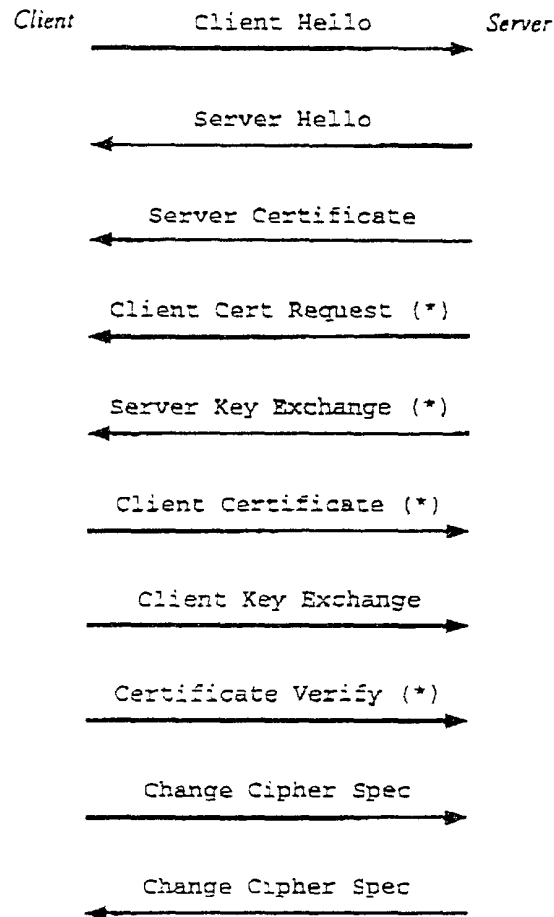 Client Client Hello Server
Server Hello
Server Certificate
Client Cert Request (*)
Server Key Exchange (*)
Client Certificate (*)
Client Key Exchange
Certificate Verify (*)
Change Cipher Spec
Change Cipher Spec